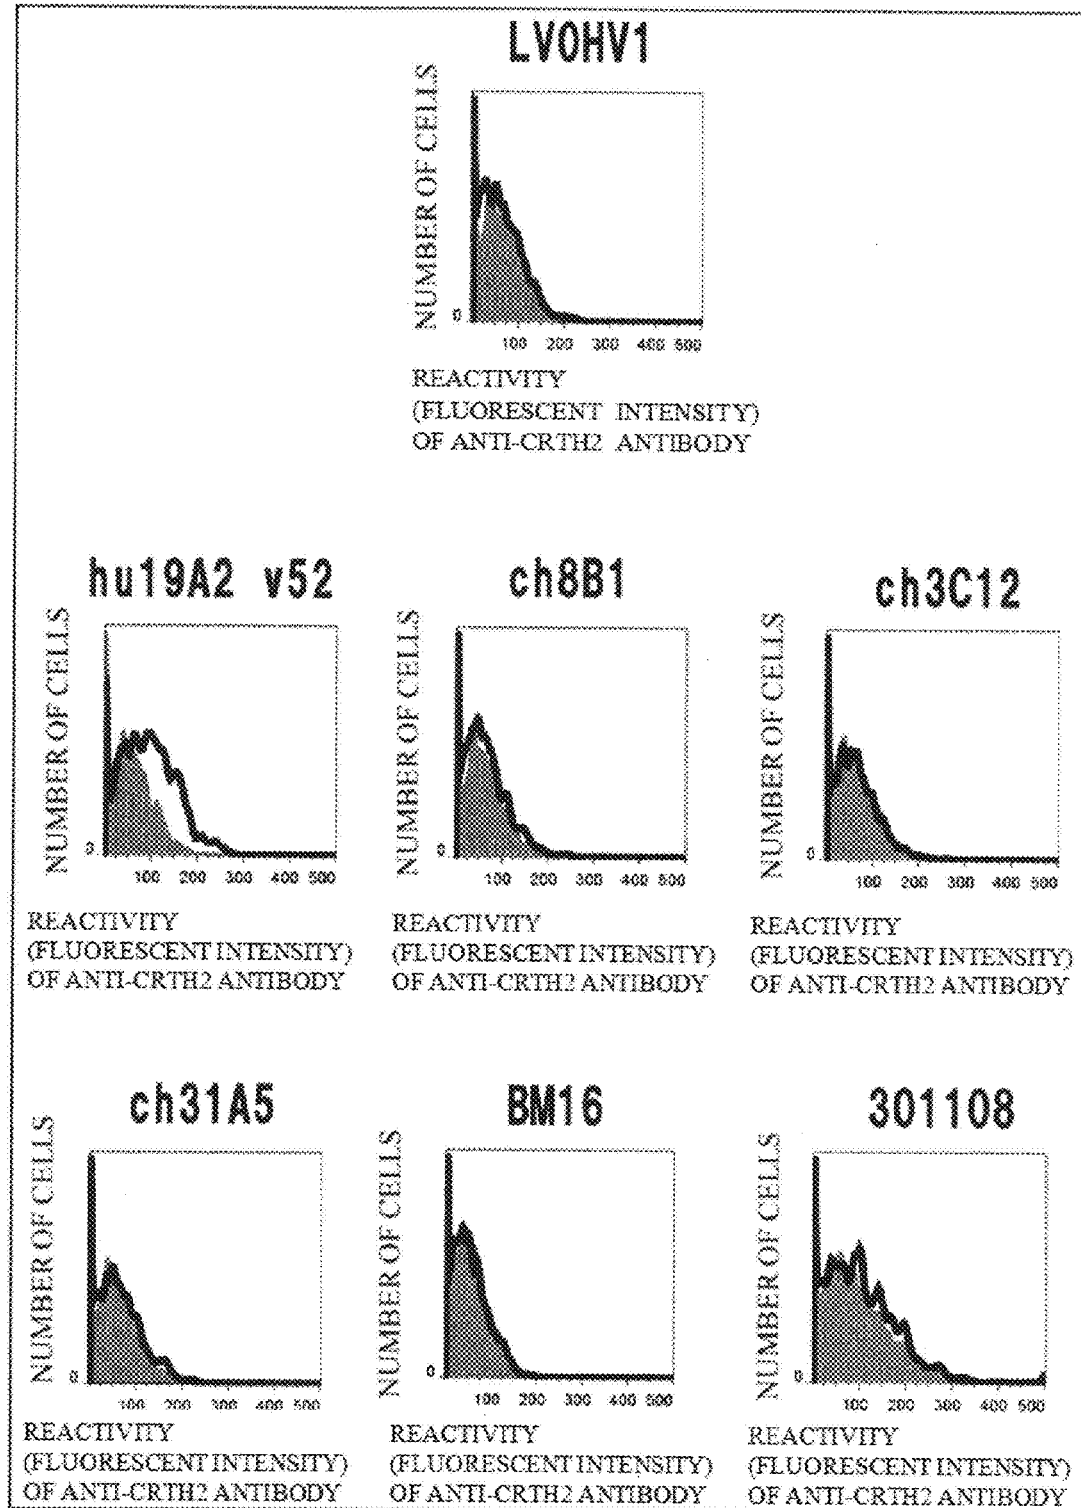 LV0HV1
NUMBER OF CELLS
0
100 200 300 400 500
REACTIVITY
(FLUORESCENT INTENSITY)
OF ANTI-CRTH2 ANTIBODY
hu19A2 v52
NUMBER OF CELLS
0
100 200 300 400 500
REACTIVITY
(FLUORESCENT INTENSITY)
OF ANTI-CRTH2 ANTIBODY
ch8B1
NUMBER OF CELLS
0
100 200 300 400 500
REACTIVITY
(FLUORESCENT INTENSITY)
OF ANTI-CRTH2 ANTIBODY
ch3C12
NUMBER OF CELLS
0
100 200 300 400 500
REACTIVITY
(FLUORESCENT INTENSITY)
OF ANTI-CRTH2 ANTIBODY
ch31A5
NUMBER OF CELLS
0
100 200 300 400 500
REACTIVITY
(FLUORESCENT INTENSITY)
OF ANTI-CRTH2 ANTIBODY
BM16
NUMBER OF CELLS
0
100 200 300 400 500
REACTIVITY
(FLUORESCENT INTENSITY)
OF ANTI-CRTH2 ANTIBODY
301108
NUMBER OF CELLS
0
100 200 300 400 500
REACTIVITY
(FLUORESCENT INTENSITY)
OF ANTI-CRTH2 ANTIBODY